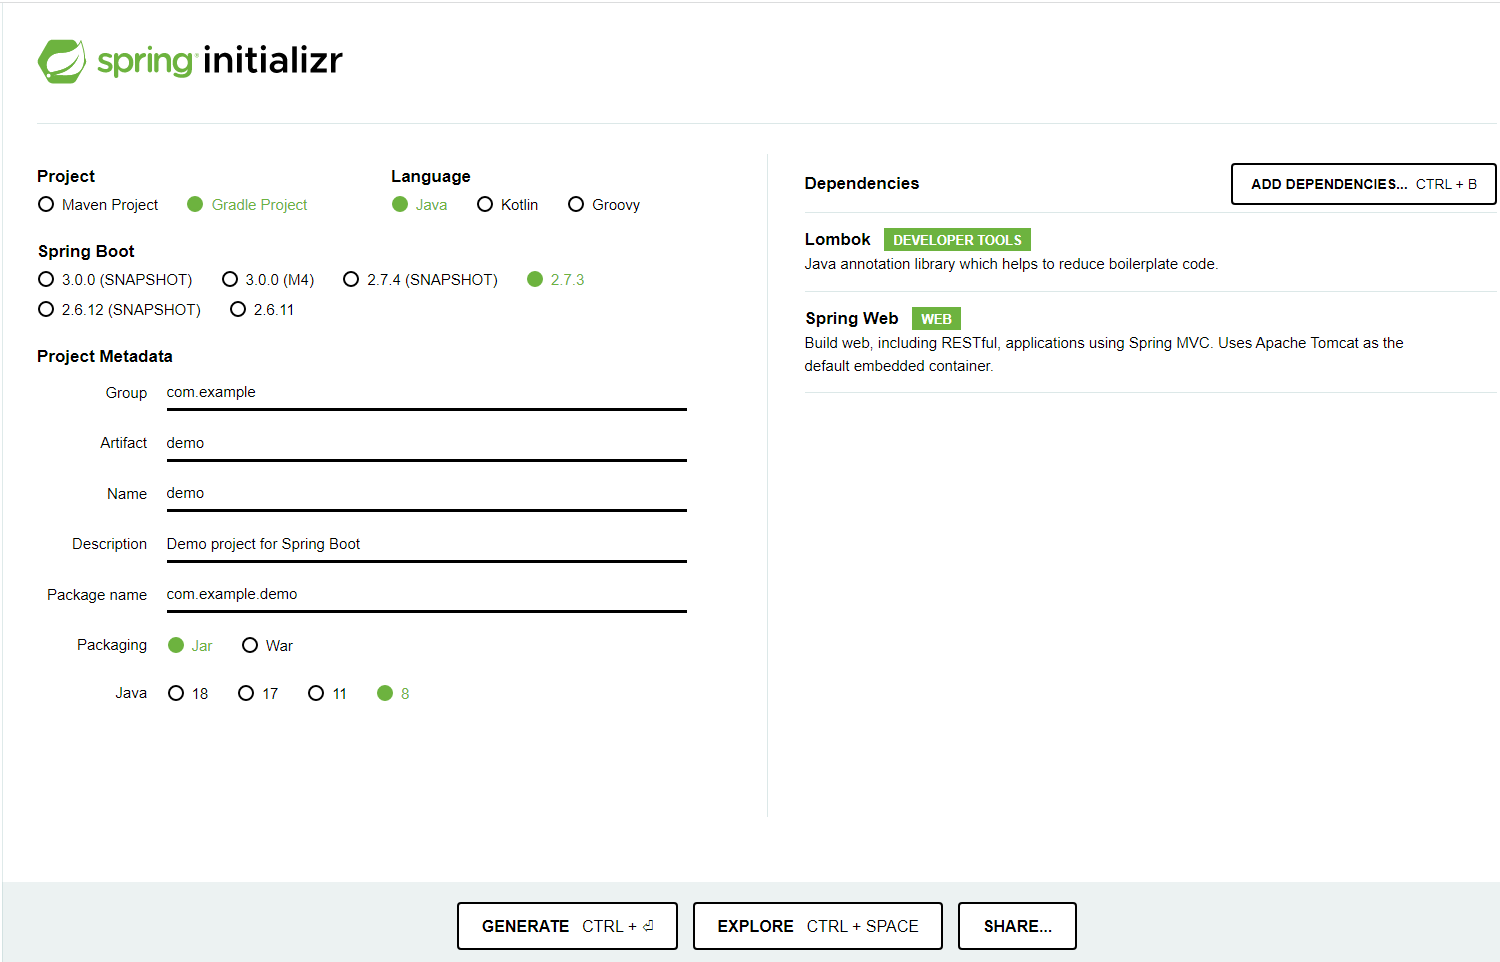 spring initializr
Project
Maven Project Gradle Project
Language
Java Kotlin Groovy
Spring Boot
3.0.0 (SNAPSHOT) 3.0.0 (M4) 2.7.4 (SNAPSHOT) 2.7.3
2.6.12 (SNAPSHOT) 2.6.11
Project Metadata
Group com.example
Artifact demo
Name demo
Description Demo project for Spring Boot
Package name com.example.demo
Packaging Jar War
Java 18 17 11 8
Dependencies
ADD DEPENDENCIES... CTRL + B
Lombok DEVELOPER TOOLS
Java annotation library which helps to reduce boilerplate code.
Spring Web WEB
Build web, including RESTful, applications using Spring MVC. Uses Apache Tomcat as the
default embedded container.
GENERATE CTRL + ⏎
EXPLORE CTRL + SPACE
SHARE...